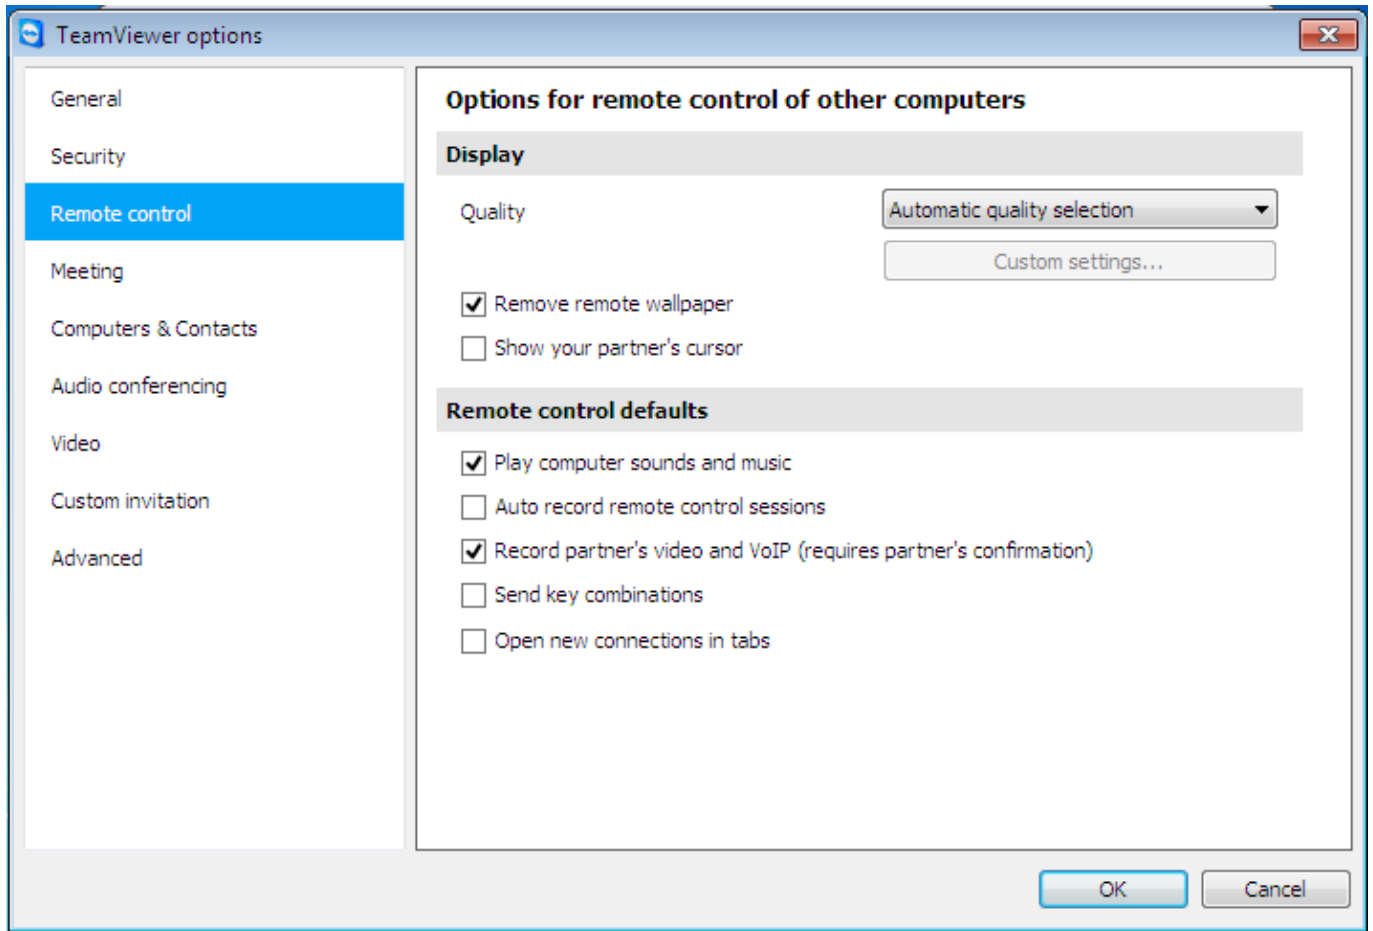 TeamViewer options
General
Security
Remote control
Meeting
Computers & Contacts
Audio conferencing
Video
Custom invitation
Advanced
Options for remote control of other computers
Display
Quality
Automatic quality selection
Custom settings...
Remove remote wallpaper
Show your partner's cursor
Remote control defaults
Play computer sounds and music
Auto record remote control sessions
Record partner's video and VoIP (requires partner's confirmation)
Send key combinations
Open new connections in tabs
OK
Cancel